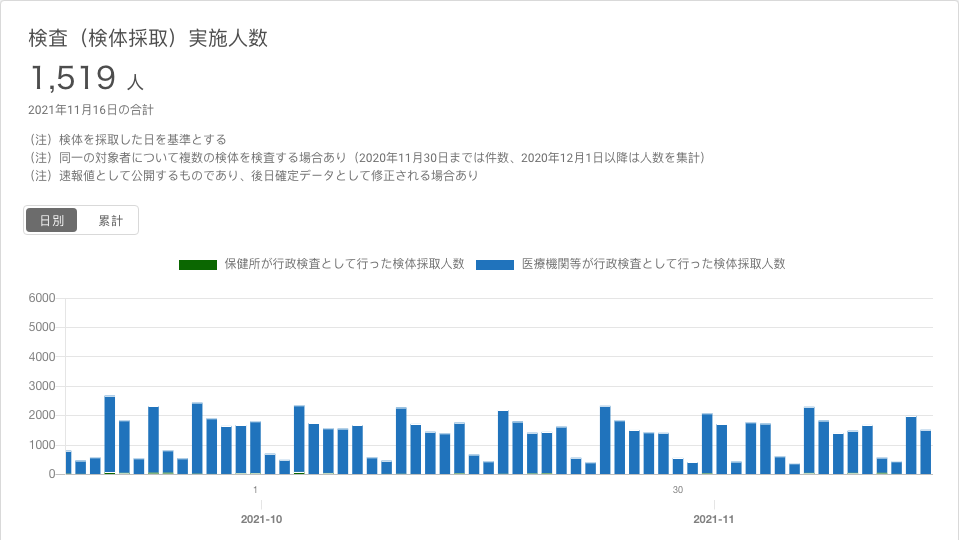 検査（検体採取）実施人数
1,519 人
2021年11月16日の合計
（注）検体を採取した日を基準とする
（注）同一の対象者について複数の検体を検査する場合あり（2020年11月30日までは件数、2020年12月1日以降は人数を集計）
（注）速報値として公開するものであり、後日確定データとして修正される場合あり
日別 累計
保健所が行政検査として行った検体採取人数 医療機関等が行政検査として行った検体採取人数
6000
5000
4000
3000
2000
1000
0
1 30
2021-10 2021-11